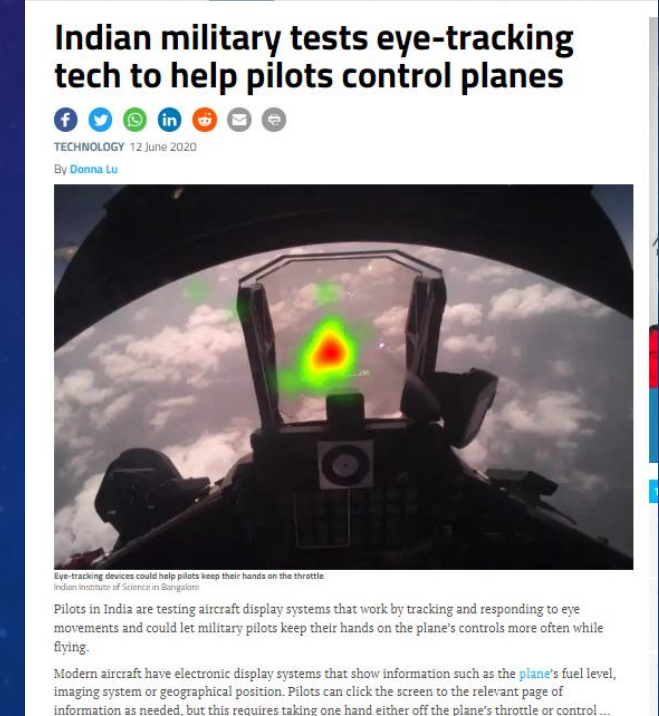 Indian military tests eye-tracking
tech to help pilots control planes
TECHNOLOGY 12 June 2020
By Donna Lu
Eye-tracking devices could help pilots keep their hands on the throttle
Indian Institute of Science in Bangalore
Pilots in India are testing aircraft display systems that work by tracking and responding to eye
movements and could let military pilots keep their hands on the plane's controls more often while
flying.
Modern aircraft have electronic display systems that show information such as the plane's fuel level,
imaging system or geographical position. Pilots can click the screen to the relevant page of
information as needed, but this requires taking one hand either off the plane's throttle or control ...